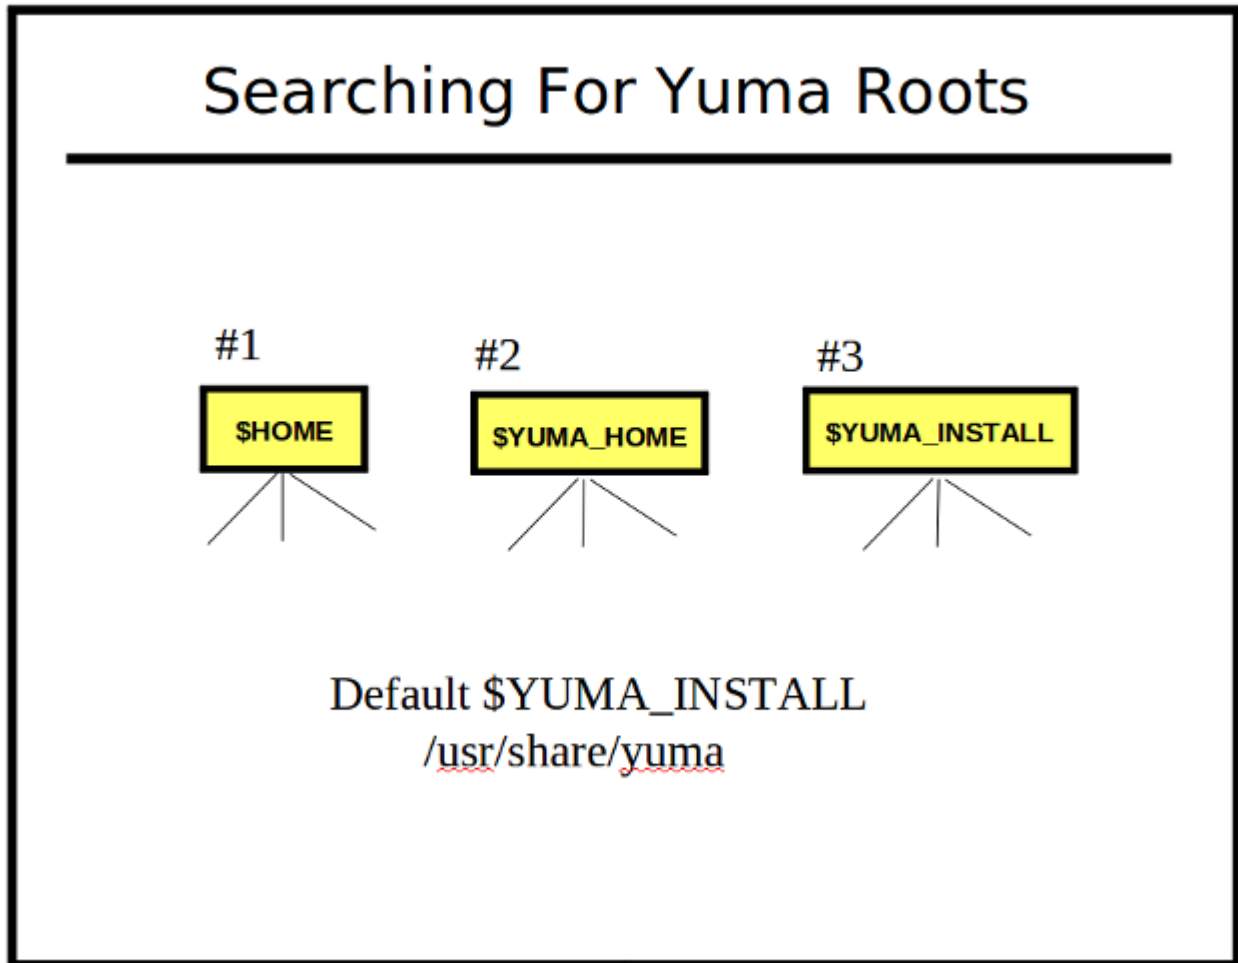 Searching For Yuma Roots
#1
#2
#3
$HOME
$YUMA_HOME
$YUMA_INSTALL
Default $YUMA_INSTALL
/usr/share/yuma